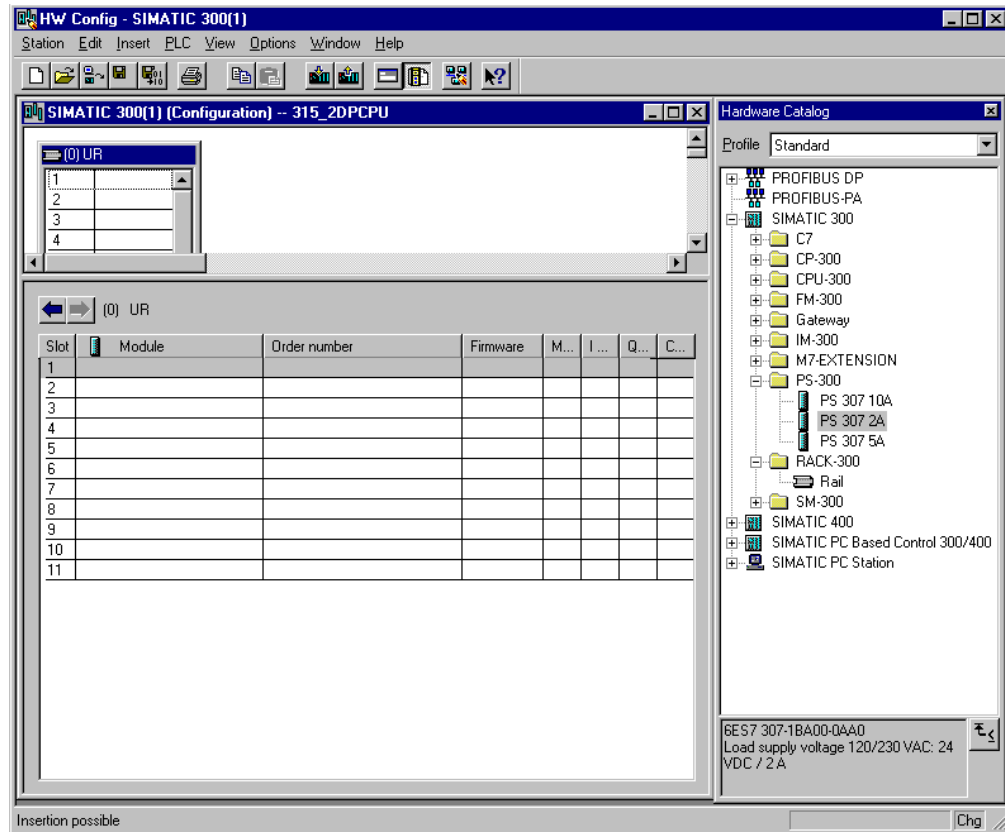 HW Config - SIMATIC 300(1)
Station Edit Insert PLC View Options Window Help
SIMATIC 300(1) (Configuration) -- 315_2DPCPU
(0) UR
1
2
3
4
(0) UR
Slot Module Order number Firmware M... I ... Q... C...
1
2
3
4
5
6
7
8
9
10
11
Hardware Catalog
Profile Standard
PROFIBUS DP
PROFIBUS-PA
SIMATIC 300
C7
CP-300
CPU-300
FM-300
Gateway
IM-300
M7-EXTENSION
PS-300
PS 307 10A
PS 307 2A
PS 307 5A
RACK-300
Rail
SM-300
SIMATIC 400
SIMATIC PC Based Control 300/400
SIMATIC PC Station
6ES7 307-1BA00-0AA0
Load supply voltage 120/230 VAC: 24
VDC / 2 A
Insertion possible Chg